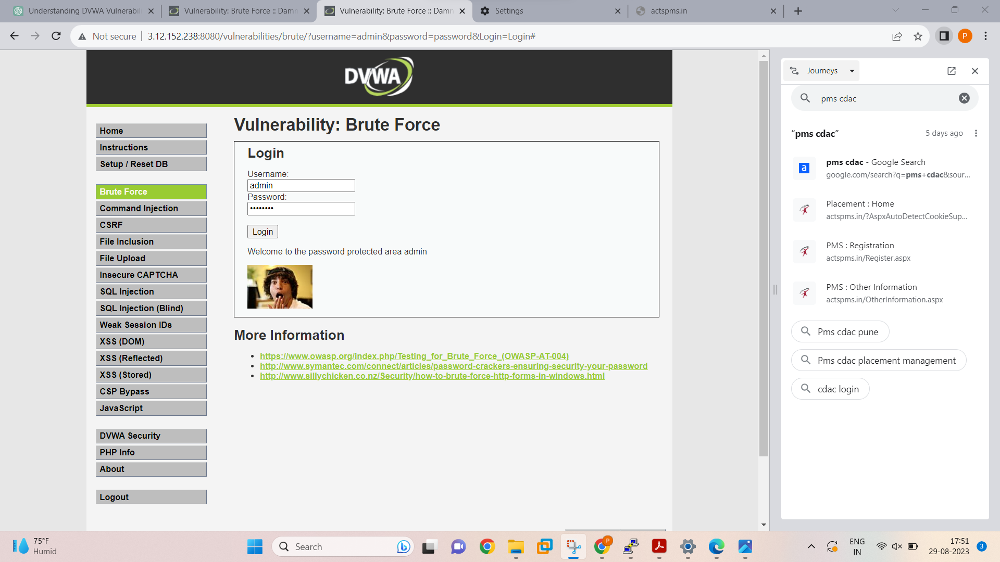 Understanding DVWA Vulnerabili
Vulnerability: Brute Force :: Damn
Vulnerability: Brute Force :: Damn
Settings
actspms.in
Not secure
3.12.152.238:8080/vulnerabilities/brute/?username=admin&password=password&Login=Login#
P
DVWA
Home
Instructions
Setup / Reset DB
Brute Force
Command Injection
CSRF
File Inclusion
File Upload
Insecure CAPTCHA
SQL Injection
SQL Injection (Blind)
Weak Session IDs
XSS (DOM)
XSS (Reflected)
XSS (Stored)
CSP Bypass
JavaScript
DVWA Security
PHP Info
About
Logout
Vulnerability: Brute Force
Login
Username:
admin
Password:
••••••••
Login
Welcome to the password protected area admin
More Information
• https://www.owasp.org/index.php/Testing_for_Brute_Force_(OWASP-AT-004)
• http://www.symantec.com/connect/articles/password-crackers-ensuring-security-your-password
• http://www.sillychicken.co.nz/Security/how-to-brute-force-http-forms-in-windows.html
Journeys
pms cdac
“pms cdac”
5 days ago
a
pms cdac - Google Search
google.com/search?q=pms+cdac&sour...
Placement : Home
actspms.in/?AspxAutoDetectCookieSup...
PMS : Registration
actspms.in/Register.aspx
PMS : Other Information
actspms.in/OtherInformation.aspx
Pms cdac pune
Pms cdac placement management
cdac login
75°F
Humid
Search
P
ENG
IN
17:51
29-08-2023
3